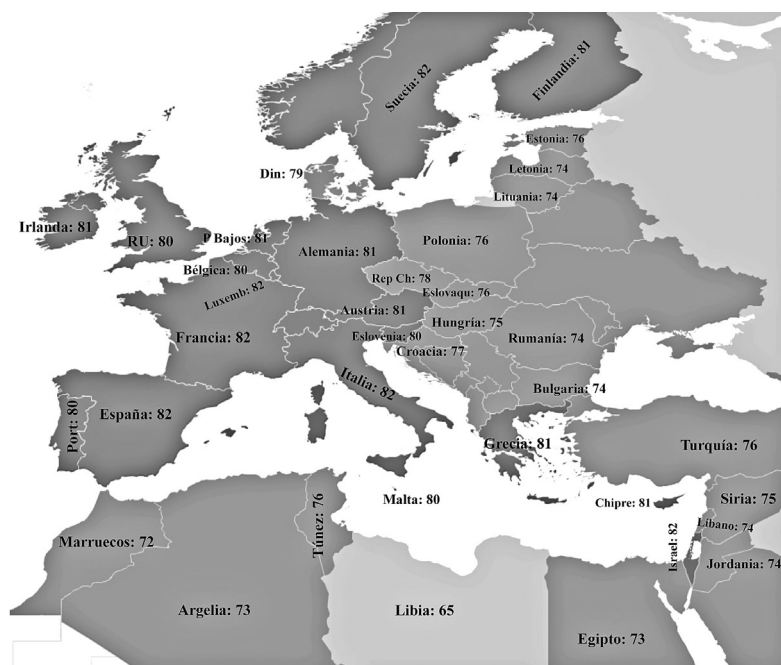 Suecia: 82
Finlandia: 81
Estonia: 76
Din: 79
Letonia: 74
Lituania: 74
Irlanda: 81
RU: 80
P Bajos: 81
Alemania: 81
Polonia: 76
Bélgica: 80
Rep Ch: 78
Luxemb: 82
Eslovaqu: 76
Austria: 81
Hungría: 75
Francia: 82
Eslovenia: 80
Rumanía: 74
Croacia: 77
Italia: 82
Bulgaria: 74
Port: 80
España: 82
Grecia: 81
Turquía: 76
Malta: 80
Chipre: 81
Siria: 75
Túnez: 76
Líbano: 74
Marruecos: 72
Israel: 82
Jordania: 74
Argelia: 73
Libia: 65
Egipto: 73